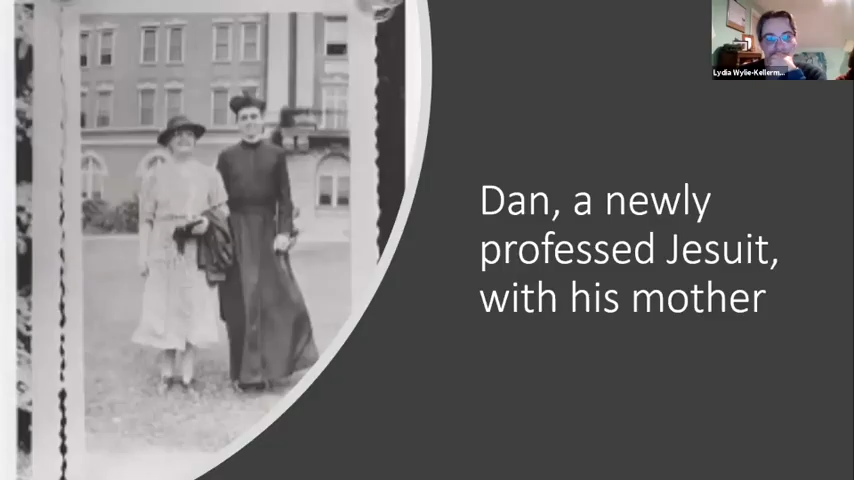 Lydia Wylie-Kellerm...
Dan, a newly
professed Jesuit,
with his mother